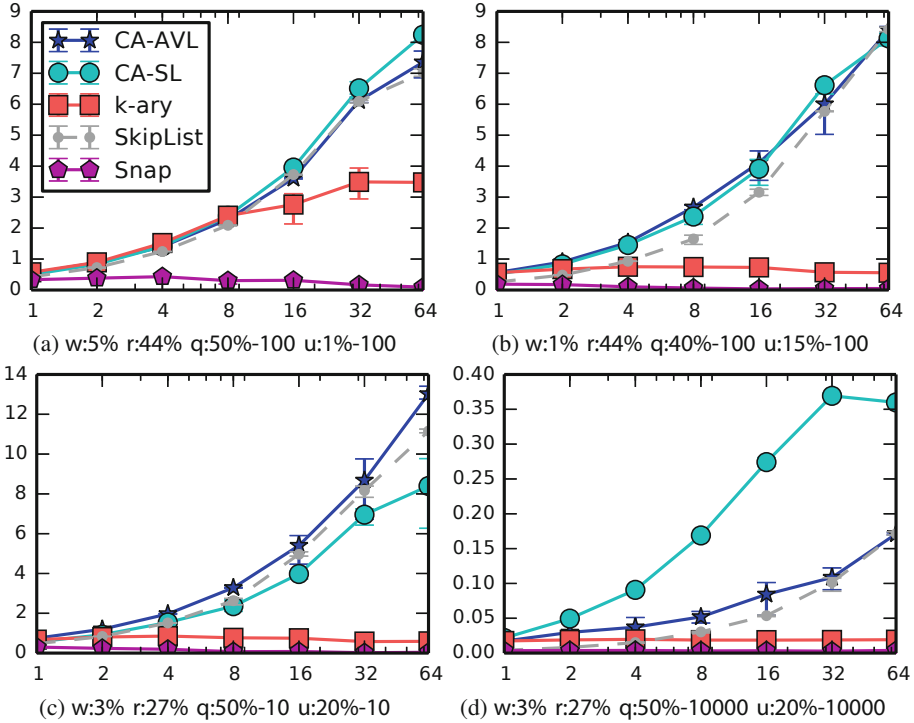 9
8
7
6
5
4
3
2
1
0
CA-AVL
CA-SL
k-ary
SkipList
Snap
1 2 4 8 16 32 64
(a) w:5% r:44% q:50%-100 u:1%-100
9
8
7
6
5
4
3
2
1
0
1 2 4 8 16 32 64
(b) w:1% r:44% q:40%-100 u:15%-100
14
12
10
8
6
4
2
0
1 2 4 8 16 32 64
(c) w:3% r:27% q:50%-10 u:20%-10
0.40
0.35
0.30
0.25
0.20
0.15
0.10
0.05
0.00
1 2 4 8 16 32 64
(d) w:3% r:27% q:50%-10000 u:20%-10000